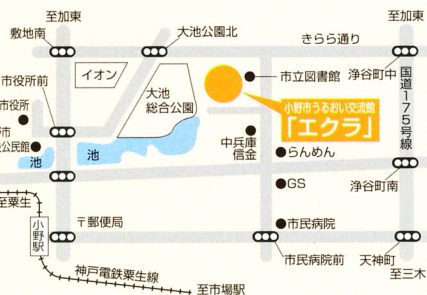 至加東
至加東
敷地南
大池公園北
きらら通り
市役所前
イオン
大池
総合公園
市立図書館
浄谷町中
国道175号線
小野市うるおい交流館
「エクラ」
市役所
公民館
池
池
中兵庫
信金
らんめん
GS
浄谷町南
至粟生
小野駅
〒郵便局
市民病院
市民病院前
天神町
神戸電鉄粟生線
至市場駅
至三木